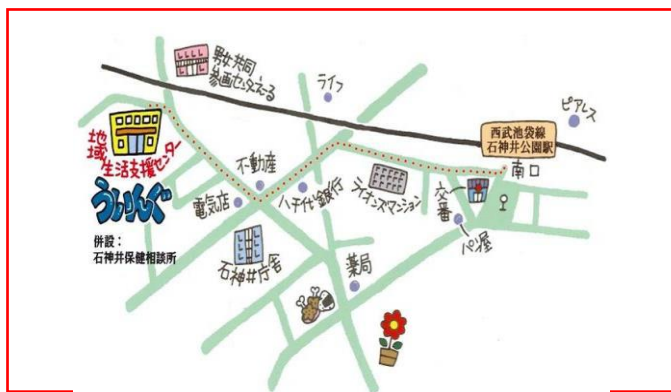 男女共同
参画センターえーる
ライフ
ピアレス
西武池袋線
石神井公園駅
南口
地域
生活支援センター
ういんぐ
併設：
石神井保健相談所
不動産
電気店
八千代銀行
ライオンズマンション
交番
パン屋
石神井庁舎
薬局